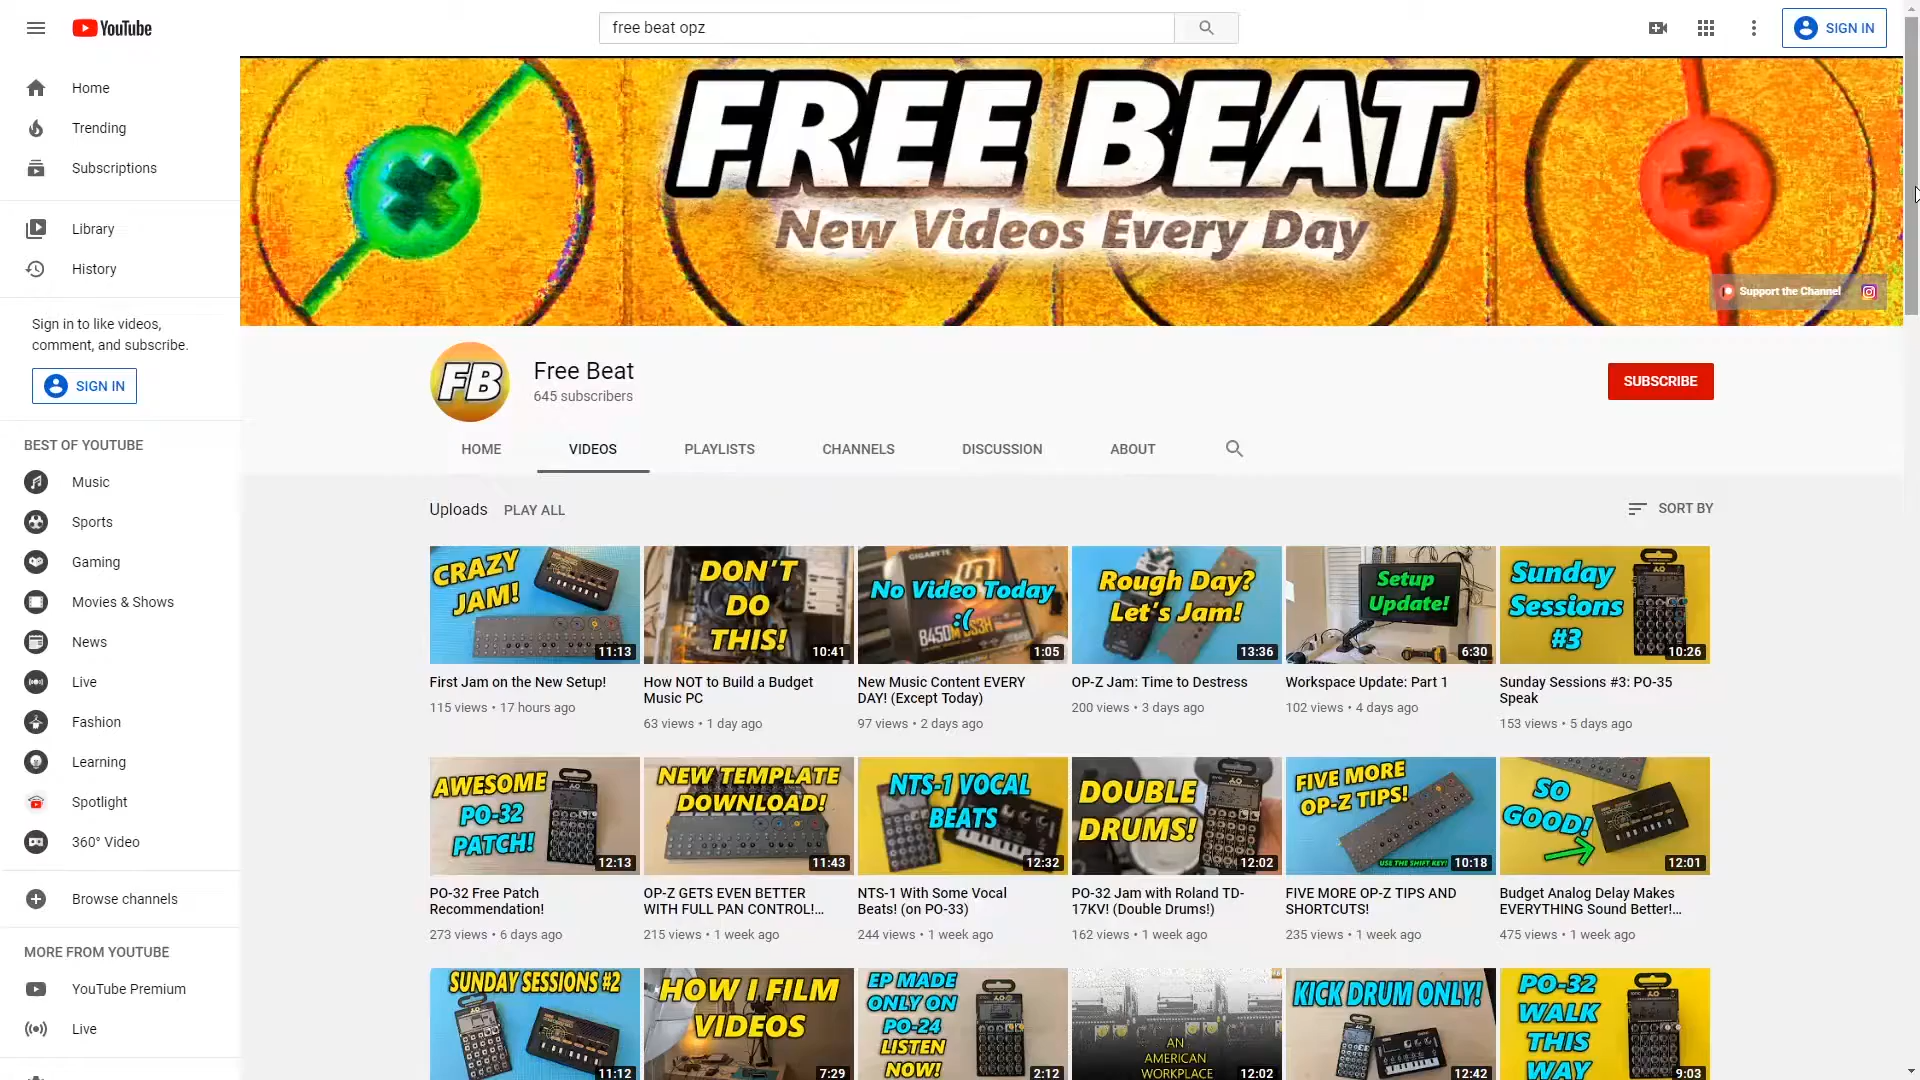 YouTube
free beat opz
SIGN IN
Home
Trending
Subscriptions
Library
History
Sign in to like videos,
comment, and subscribe.
SIGN IN
BEST OF YOUTUBE
Music
Sports
Gaming
Movies & Shows
News
Live
Fashion
Learning
Spotlight
360° Video
Browse channels
MORE FROM YOUTUBE
YouTube Premium
Live
FREE BEAT
New Videos Every Day
Support the Channel
FB
Free Beat
645 subscribers
SUBSCRIBE
HOME VIDEOS PLAYLISTS CHANNELS DISCUSSION ABOUT
Uploads PLAY ALL
SORT BY
CRAZY
JAM!
11:13
First Jam on the New Setup!
115 views • 17 hours ago
DON'T
DO
THIS!
10:41
How NOT to Build a Budget
Music PC
63 views • 1 day ago
GIGABYTE
No Video Today
:(
B450M DS3H
1:05
New Music Content EVERY
DAY! (Except Today)
97 views • 2 days ago
Rough Day?
Let's Jam!
13:36
OP-Z Jam: Time to Destress
200 views • 3 days ago
Setup
Update!
6:30
Workspace Update: Part 1
102 views • 4 days ago
Sunday
Sessions
#3
10:26
Sunday Sessions #3: PO-35
Speak
153 views • 5 days ago
AWESOME
PO-32
PATCH!
12:13
PO-32 Free Patch
Recommendation!
273 views • 6 days ago
NEW TEMPLATE
DOWNLOAD!
11:43
OP-Z GETS EVEN BETTER
WITH FULL PAN CONTROL!...
215 views • 1 week ago
NTS-1 VOCAL
BEATS
12:32
NTS-1 With Some Vocal
Beats! (on PO-33)
244 views • 1 week ago
DOUBLE
DRUMS!
12:02
PO-32 Jam with Roland TD-
17KV! (Double Drums!)
162 views • 1 week ago
FIVE MORE
OP-Z TIPS!
USE THE SHIFT KEY!
10:18
FIVE MORE OP-Z TIPS AND
SHORTCUTS!
235 views • 1 week ago
SO
GOOD!
12:01
Budget Analog Delay Makes
EVERYTHING Sound Better!...
475 views • 1 week ago
SUNDAY SESSIONS #2
11:12
HOW I FILM
VIDEOS
7:29
EP MADE
ONLY ON
PO-24
LISTEN
NOW!
2:12
AN
AMERICAN
WORKPLACE
12:02
KICK DRUM ONLY!
12:42
PO-32
WALK
THIS
WAY
9:03